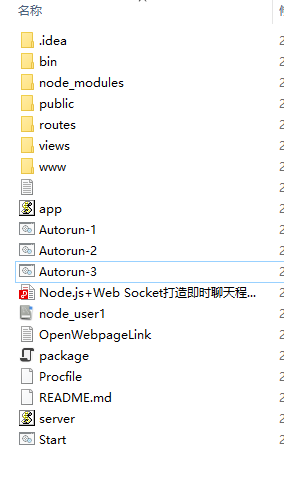 名称
.idea
bin
node_modules
public
routes
views
www
app
Autorun-1
Autorun-2
Autorun-3
Node.js+Web Socket打造即时聊天程...
node_user1
OpenWebpageLink
package
Procfile
README.md
server
Start